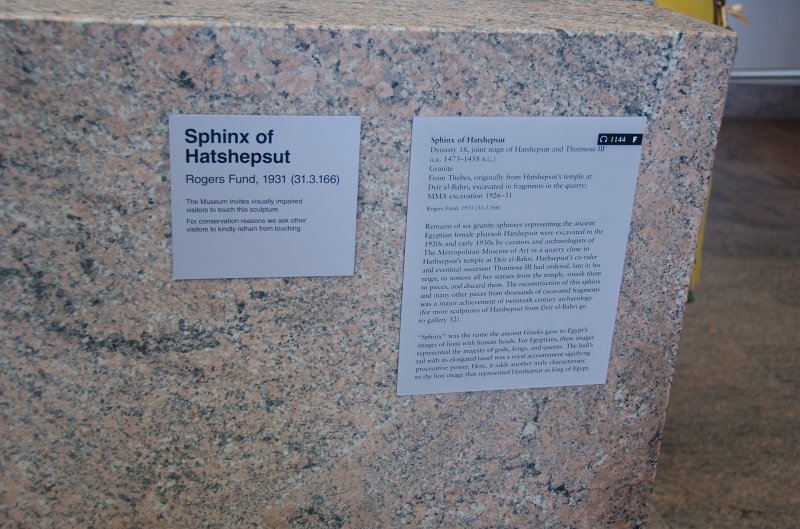 Sphinx of
Hatshepsut
Rogers Fund, 1931 (31.3.166)
The Museum invites visually impaired
visitors to touch this sculpture.
For conservation reasons we ask other
visitors to kindly refrain from touching.
Sphinx of Hatshepsut
1144 F
Dynasty 18, joint reign of Hatshepsut and Thutmose III
(ca. 1473–1458 B.C.)
Granite
From Thebes, originally from Hatshepsut's temple at
Deir el-Bahri, excavated in fragments in the quarry,
MMA excavation 1926–31
Rogers Fund, 1931 (31.3.166)
Remains of six granite sphinxes representing the ancient
Egyptian female pharaoh Hatshepsut were excavated in the
1920s and early 1930s by curators and archaeologists of
The Metropolitan Museum of Art in a quarry close to
Hathsepsut's temple at Deir el-Bahri. Hathsepsut's co-ruler
and eventual successor Thutmose III had ordered, late in his
reign, to remove all her statues from the temple, smash them
to pieces, and discard them. The reconstruction of this sphinx
and many other pieces from thousands of excavated fragments
was a major achievement of twentieth century archaeology
(for more sculptures of Hatshepsut from Deir el-Bahri go
to gallery 12).
"Sphinx" was the name the ancient Greeks gave to Egypt's
images of lions with human heads. For Egyptians, these images
represented the majesty of gods, kings, and queens. The bull's
tail with its elongated tassel was a royal accoutrement signifying
procreative power. Here, it adds another male characteristic
to the lion image that represented Hatshepsut as king of Egypt.